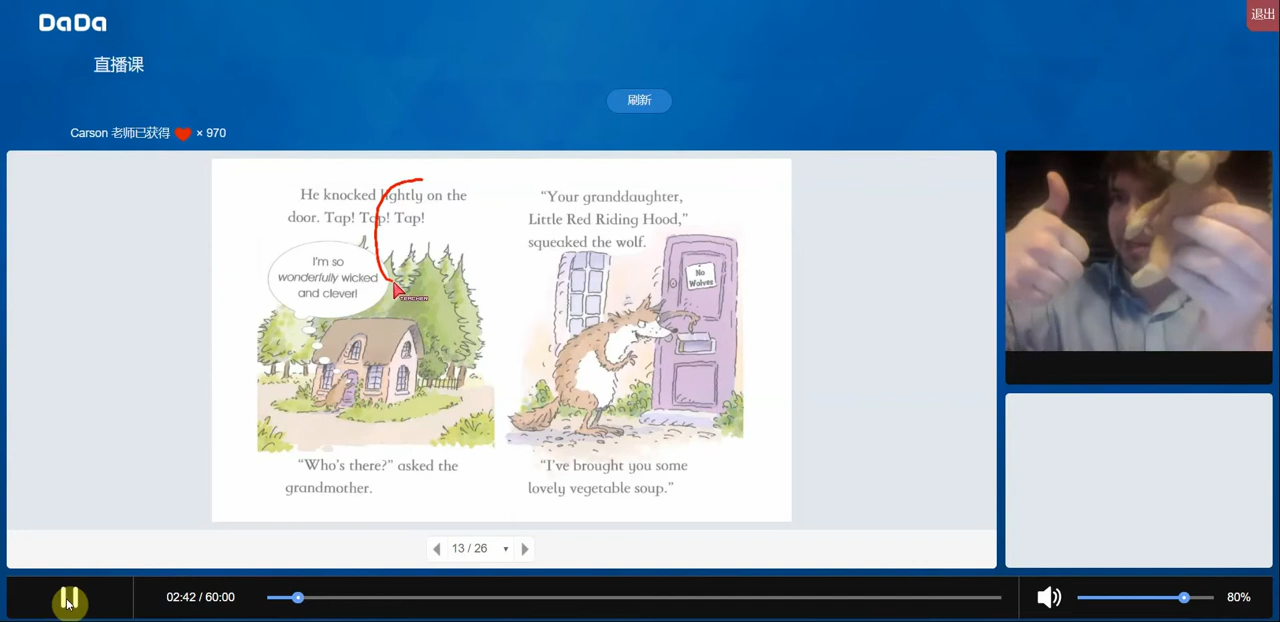 DaDa
退出
直播课
刷新
Carson 老师已获得 × 970
He knocked lightly on the
door. Tap! Tap! Tap!
I'm so
wonderfully wicked
and clever!
"Who's there?" asked the
grandmother.
"Your granddaughter,
Little Red Riding Hood,"
squeaked the wolf.
No
Wolves
"I've brought you some
lovely vegetable soup."
TEACHER
13 / 26
02:42 / 60:00
80%